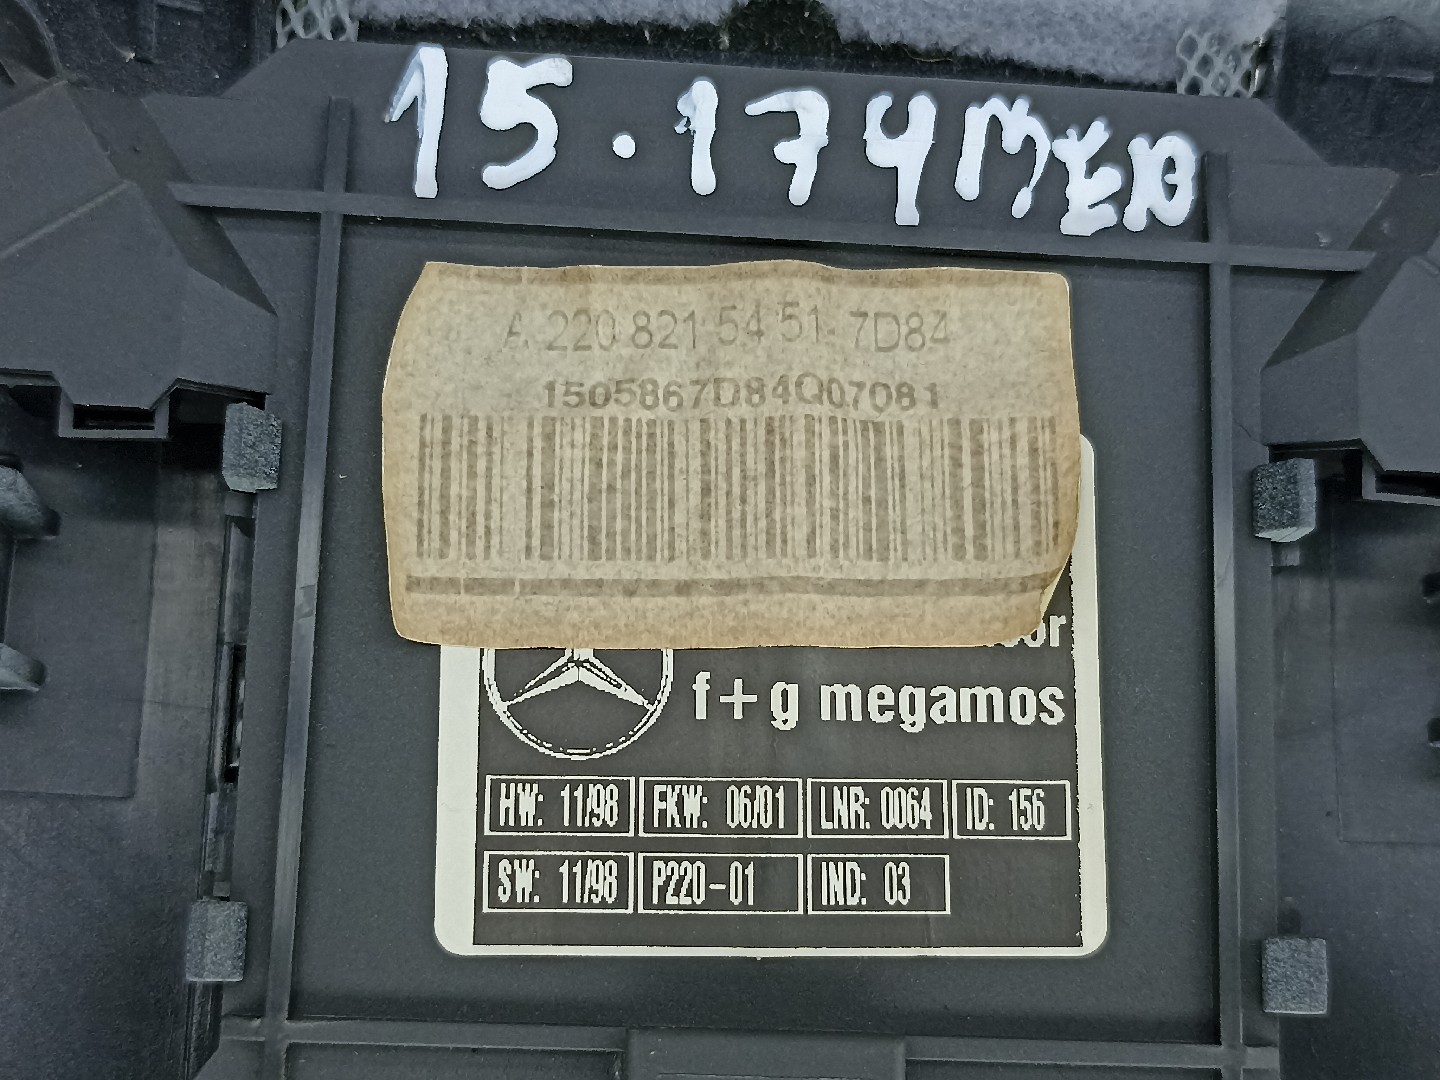 15.174MER
A 220 821 54 51 7D84
1505867D84Q07081
f+g megamos
HW: 11/98 FKW: 06/01 LNR: 0064 ID: 156
SW: 11/98 P220-01 IND: 03